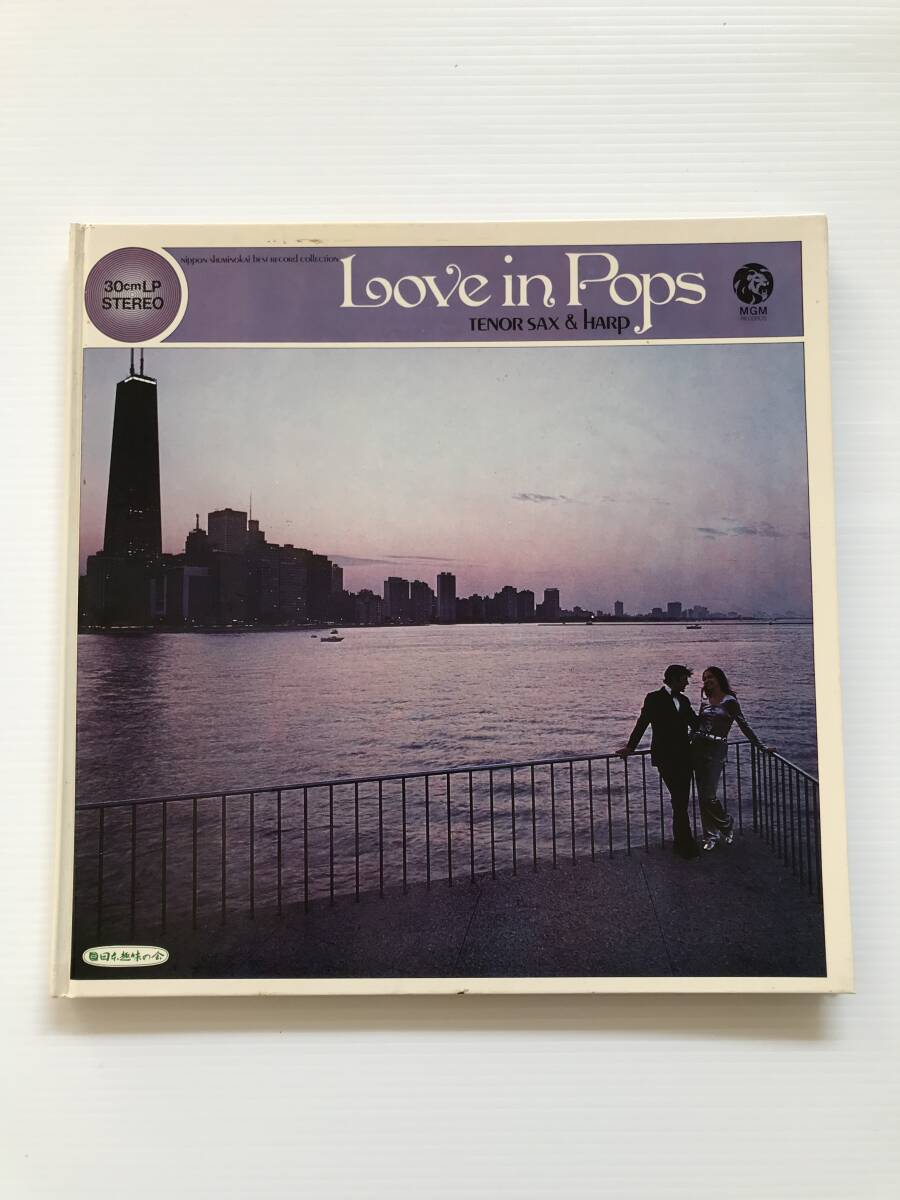 30cm LP
STEREO
nippon shuminokai best record collection
Love in Pops
TENOR SAX & HARP
MGM
RECORDS
日本趣味の会